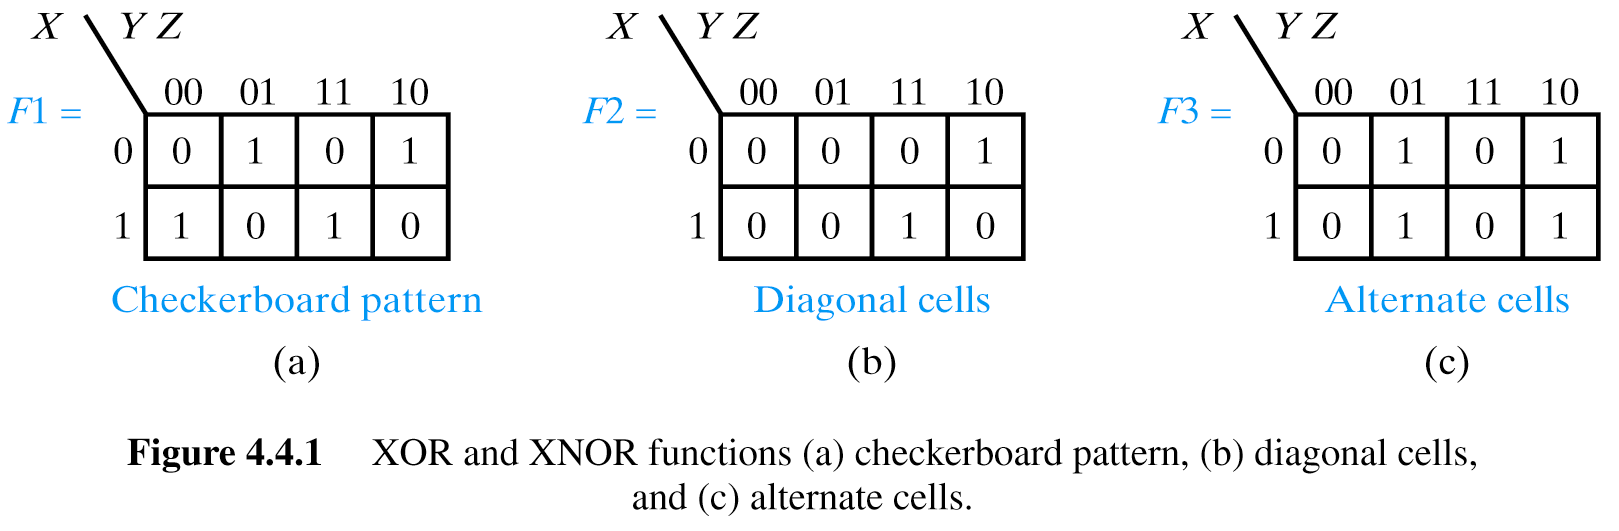 X Y Z X Y Z X Y Z
00 01 11 10 00 01 11 10 00 01 11 10
F1 = F2 = F3 =
0 0 1 0 1 0 0 0 0 1 0 0 1 0 1
1 1 0 1 0 1 0 0 1 0 1 0 1 0 1
Checkerboard pattern Diagonal cells Alternate cells
(a) (b) (c)
Figure 4.4.1 XOR and XNOR functions (a) checkerboard pattern, (b) diagonal cells,
and (c) alternate cells.